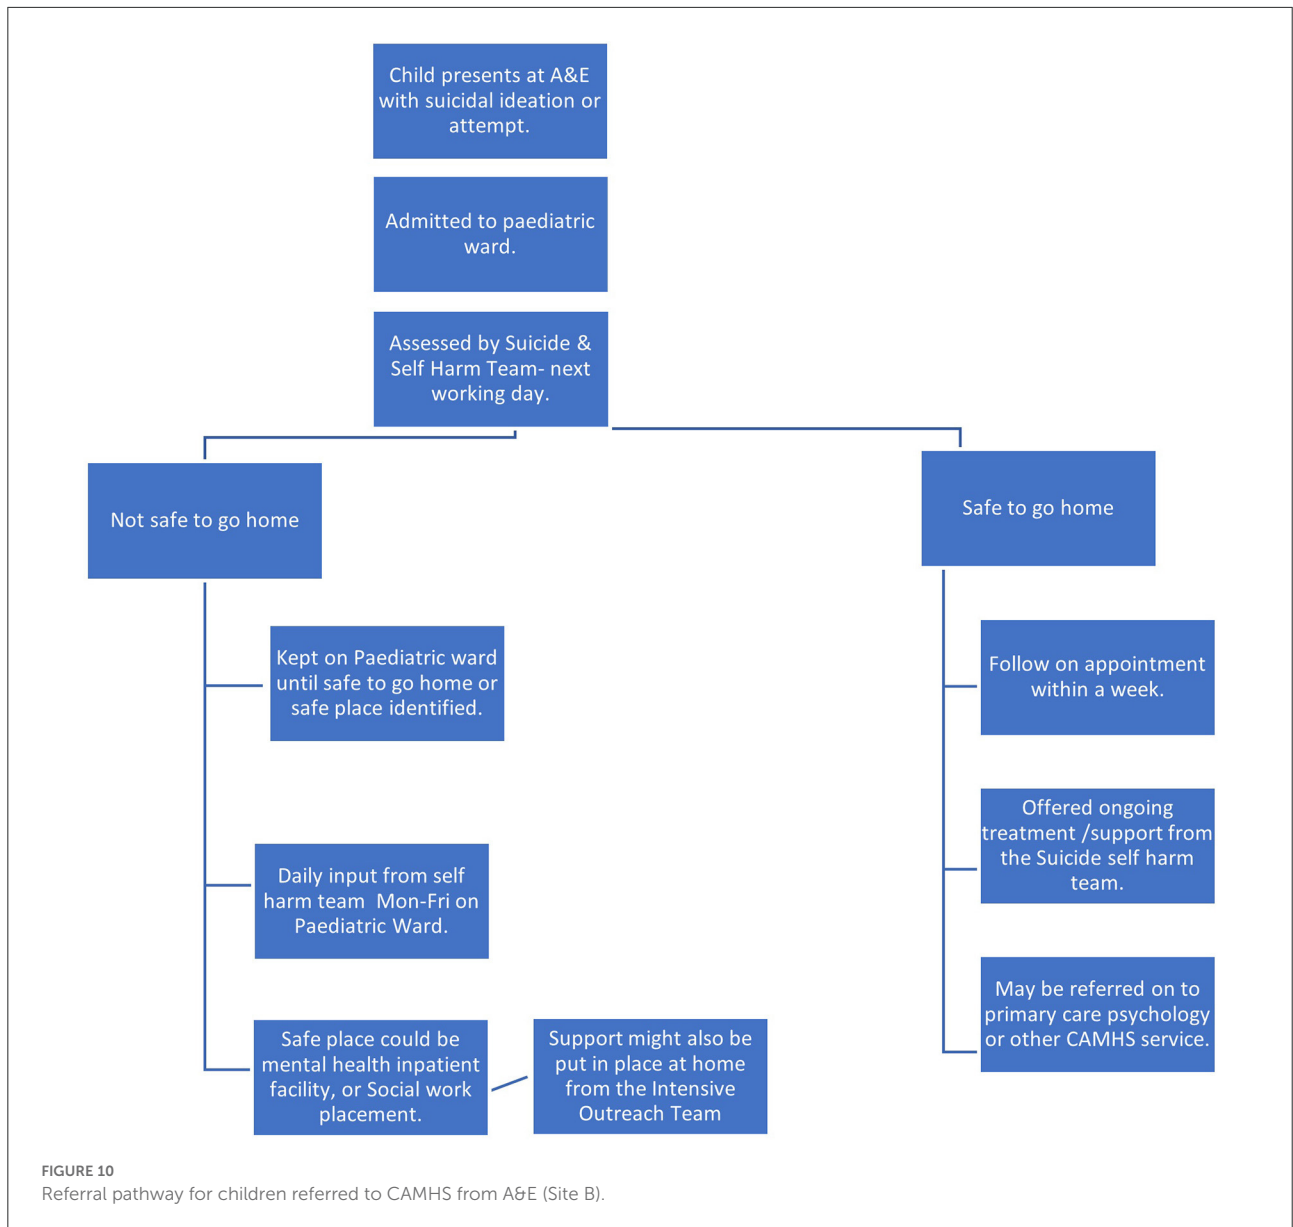 Child presents at A&E
with suicidal ideation or
attempt.
Admitted to paediatric
ward.
Assessed by Suicide &
Self Harm Team- next
working day.
Not safe to go home
Safe to go home
Kept on Paediatric ward
until safe to go home or
safe place identified.
Follow on appointment
within a week.
Daily input from self
harm team  Mon-Fri on
Paediatric Ward.
Offered ongoing
treatment /support from
the Suicide self harm
team.
Safe place could be
mental health inpatient
facility, or Social work
placement.
Support might also be
put in place at home
from the Intensive
Outreach Team
May be referred on to
primary care psychology
or other CAMHS service.
FIGURE 10
Referral pathway for children referred to CAMHS from A&E (Site B).